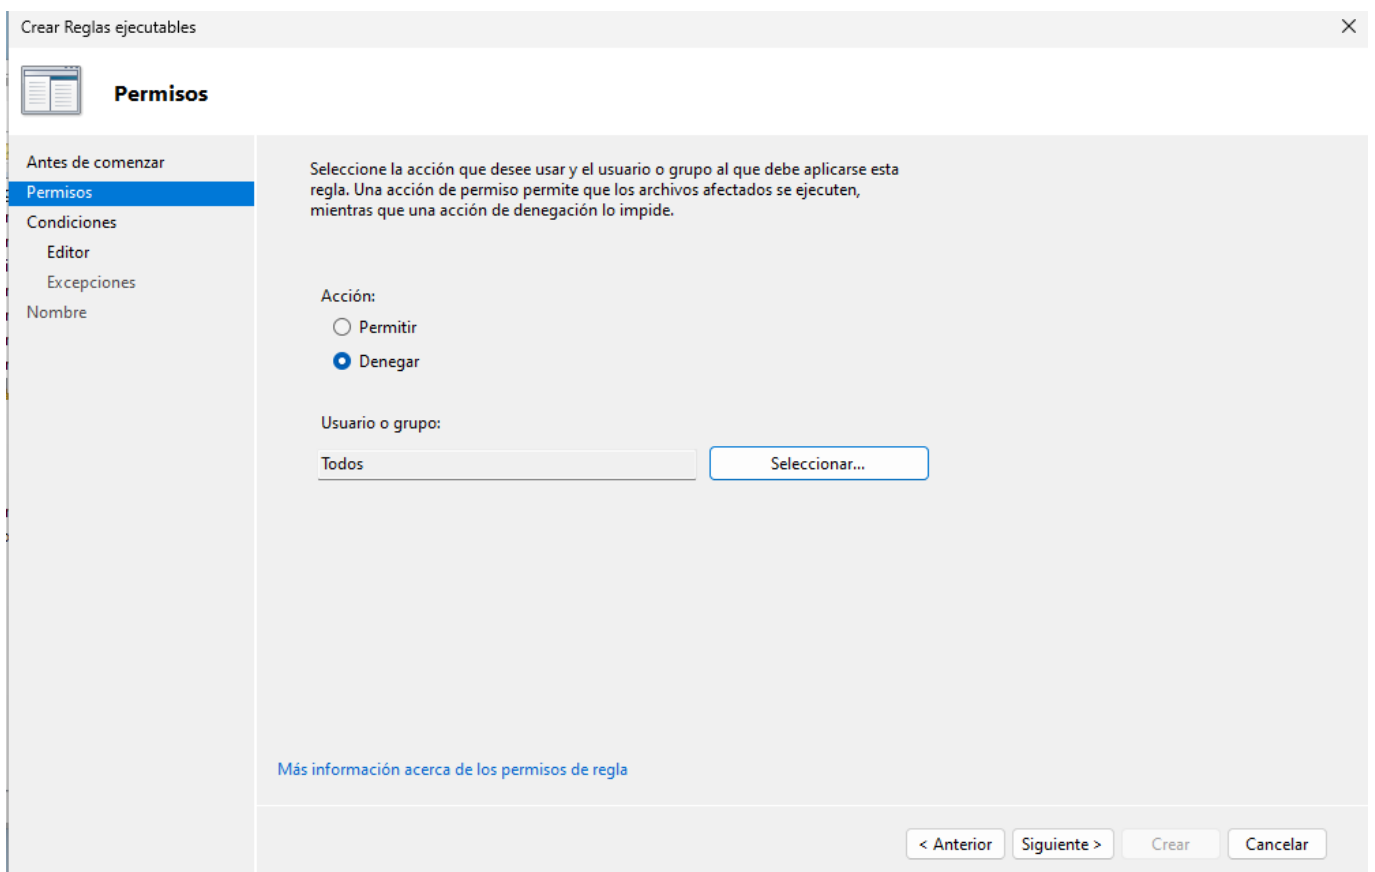 Crear Reglas ejecutables
Permisos
Antes de comenzar
Permisos
Condiciones
Editor
Excepciones
Nombre
Seleccione la acción que desee usar y el usuario o grupo al que debe aplicarse esta
regla. Una acción de permiso permite que los archivos afectados se ejecuten,
mientras que una acción de denegación lo impide.
Acción:
Permitir
Denegar
Usuario o grupo:
Todos
Seleccionar...
Más información acerca de los permisos de regla
< Anterior
Siguiente >
Crear
Cancelar